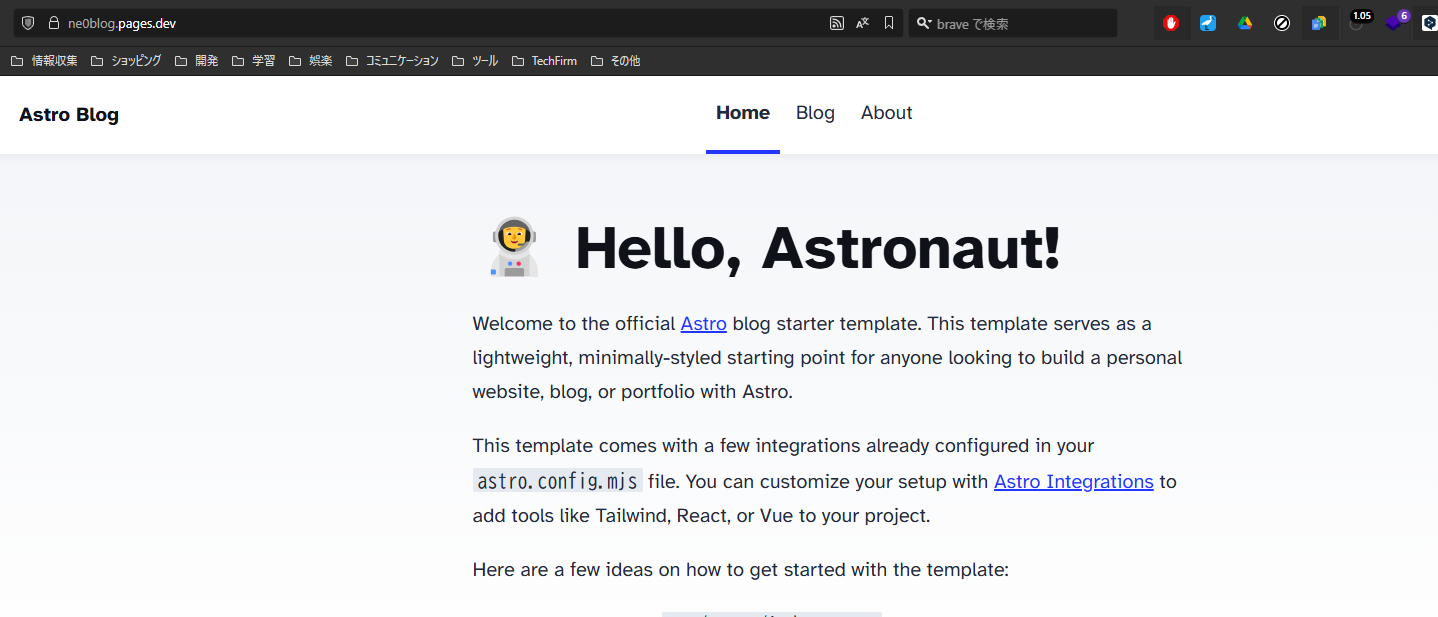 ne0blog.pages.dev
brave で検索
1.05
6
情報収集 ショッピング 開発 学習 娯楽 コミュニケーション ツール TechFirm その他
Astro Blog
Home Blog About
Hello, Astronaut!
Welcome to the official Astro blog starter template. This template serves as a
lightweight, minimally-styled starting point for anyone looking to build a personal
website, blog, or portfolio with Astro.
This template comes with a few integrations already configured in your
astro.config.mjs file. You can customize your setup with Astro Integrations to
add tools like Tailwind, React, or Vue to your project.
Here are a few ideas on how to get started with the template: